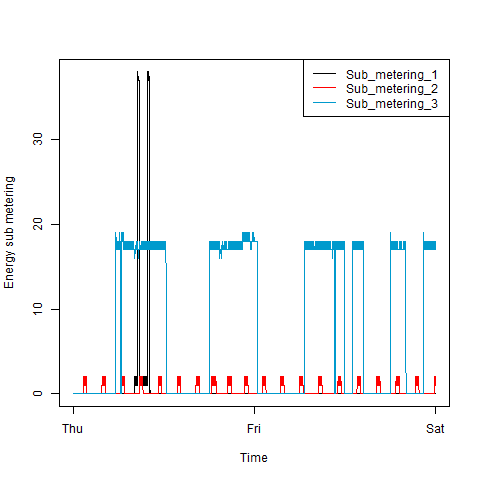 Sub_metering_1
Sub_metering_2
Sub_metering_3
Energy sub metering
30
20
10
0
Thu Fri Sat
Time